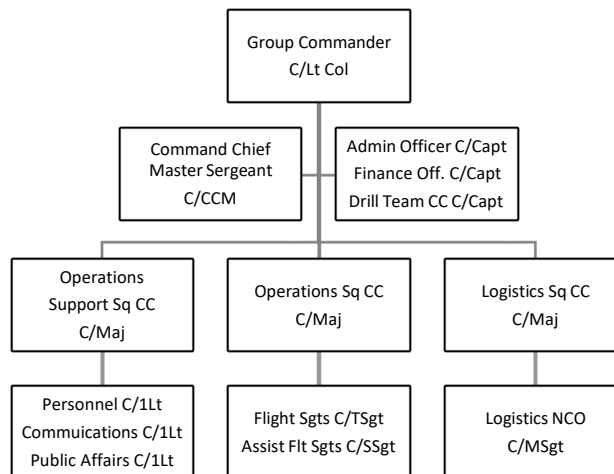 Group Commander
C/Lt Col
Command Chief
Master Sergeant
C/CCM
Admin Officer C/Capt
Finance Off. C/Capt
Drill Team CC C/Capt
Operations
Support Sq CC
C/Maj
Operations Sq CC
C/Maj
Logistics Sq CC
C/Maj
Personnel C/1Lt
Commuications C/1Lt
Public Affairs C/1Lt
Flight Sgts C/TSgt
Assist Flt Sgts C/SSgt
Logistics NCO
C/MSgt